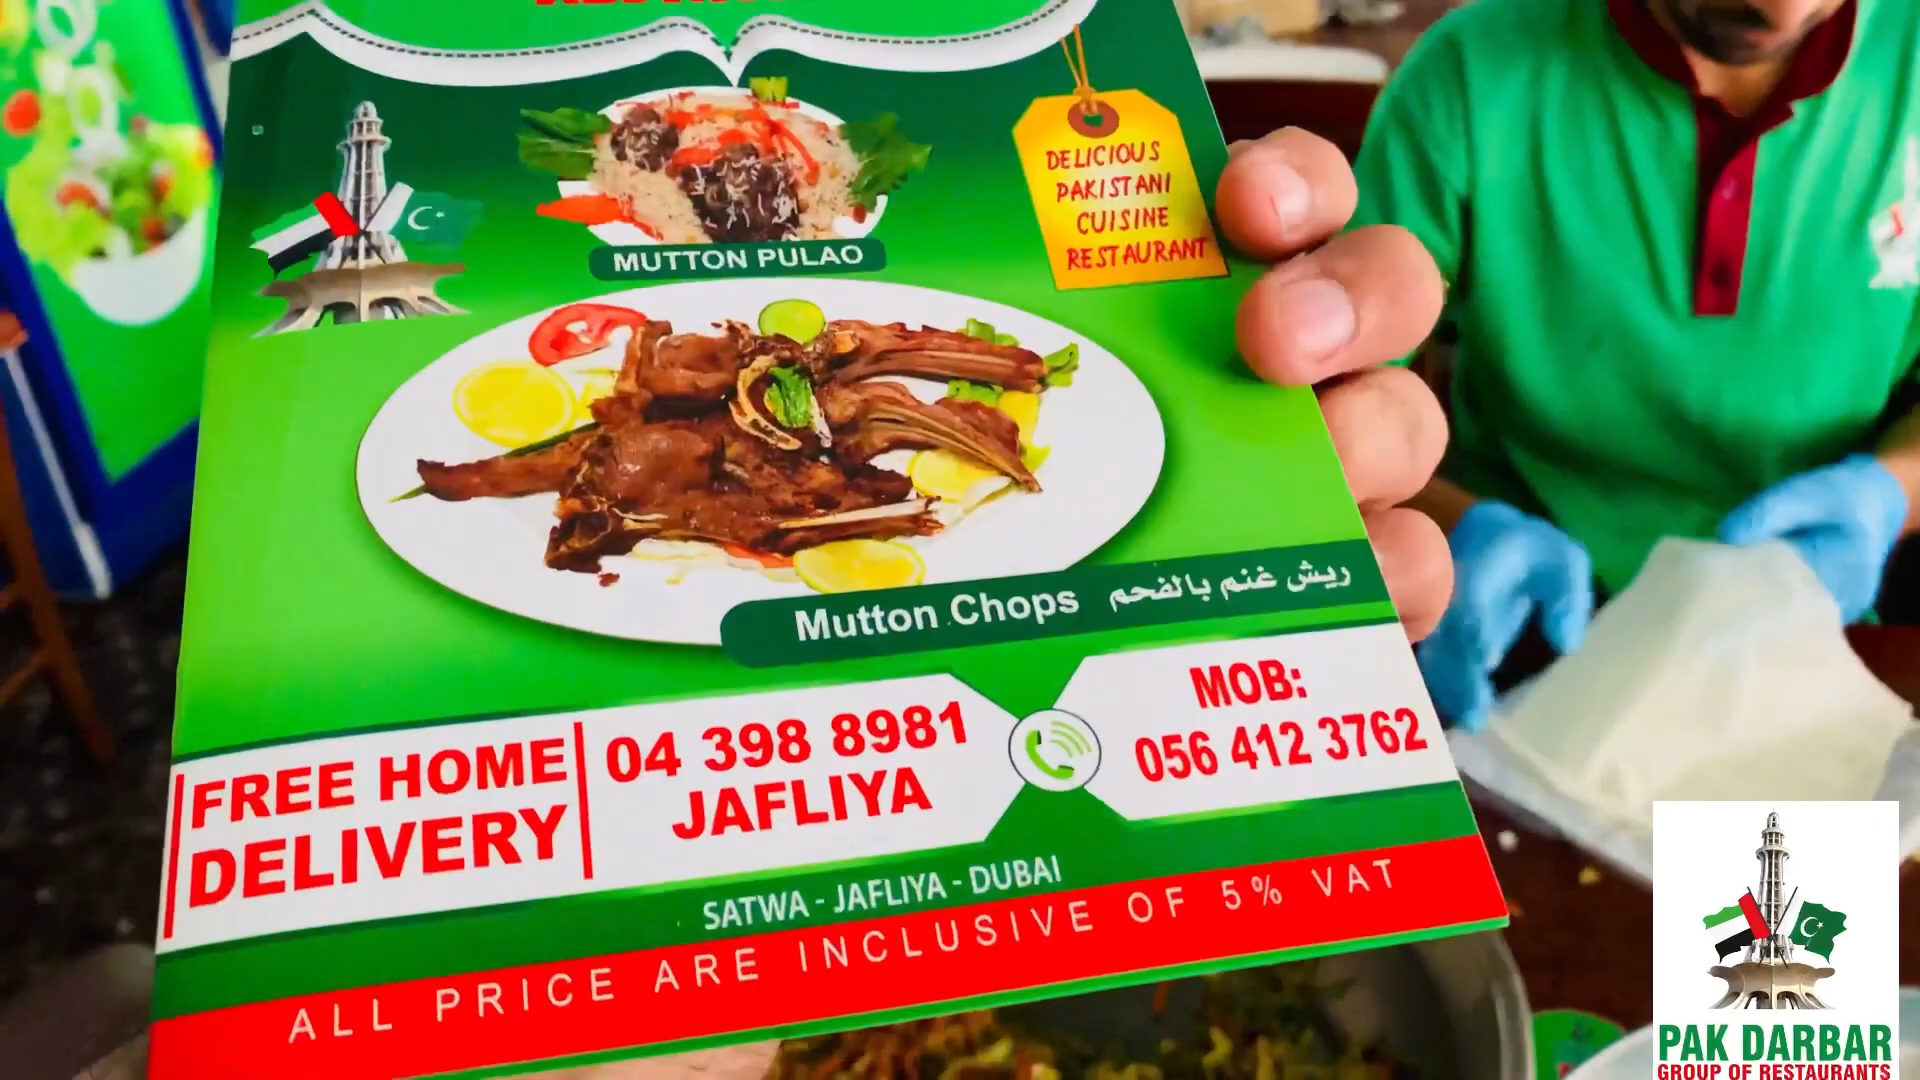 MUTTON PULAO
DELICIOUS
PAKISTANI
CUISINE
RESTAURANT
Mutton Chops ريش غنم بالفحم
FREE HOME
DELIVERY
04 398 8981
JAFLIYA
MOB:
056 412 3762
SATWA - JAFLIYA - DUBAI
ALL PRICE ARE INCLUSIVE OF 5% VAT
PAK DARBAR
GROUP OF RESTAURANTS